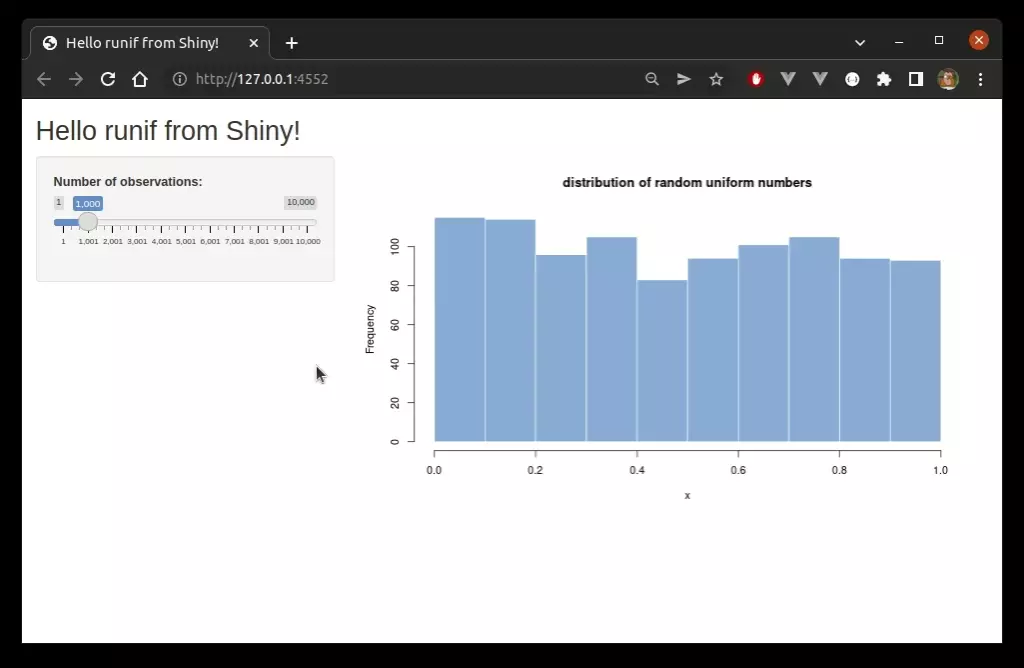 Hello runif from Shiny!
http://127.0.0.1:4552
Hello runif from Shiny!
Number of observations:
1 1,000 10,000
1 1,001 2,001 3,001 4,001 5,001 6,001 7,001 8,001 9,001 10,000
distribution of random uniform numbers
Frequency
100
80
60
40
20
0
0.0 0.2 0.4 0.6 0.8 1.0
x